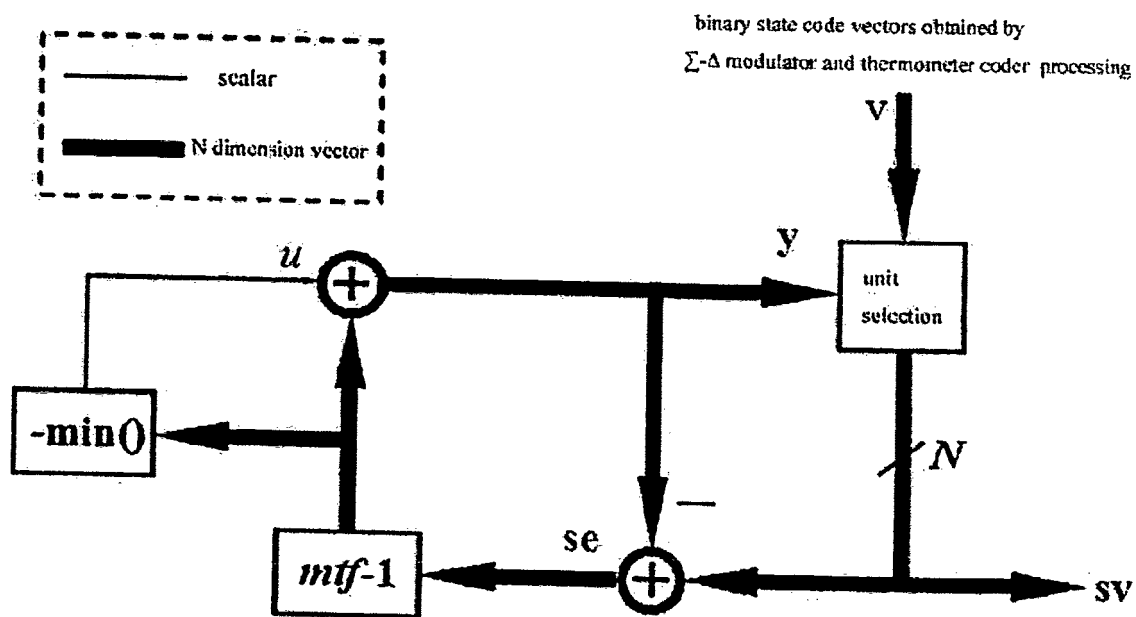 binary state code vectors obtained by
∑-Δ modulator and thermometer coder processing
scalar
N dimension vector
v
u
+
y
unit
selection
-min()
N
—
se
mtf-1
+
sv